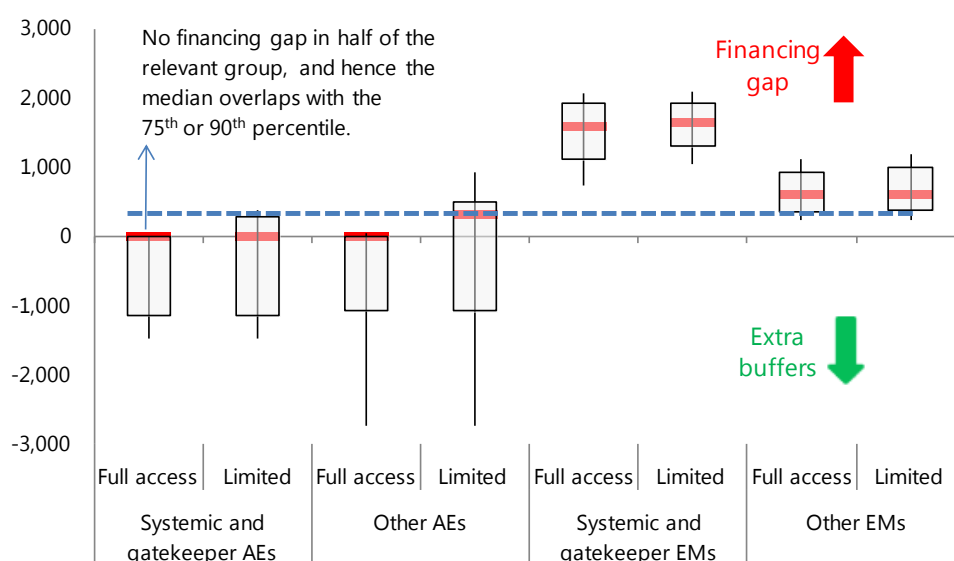 3,000
2,000
1,000
0
-1,000
-2,000
-3,000
No financing gap in half of the
relevant group, and hence the
median overlaps with the
75th or 90th percentile.
Financing
gap
Extra
buffers
Full access Limited Full access Limited Full access Limited Full access Limited
Systemic and Other AEs Systemic and Other EMs
gatekeeper AEs gatekeeper EMs